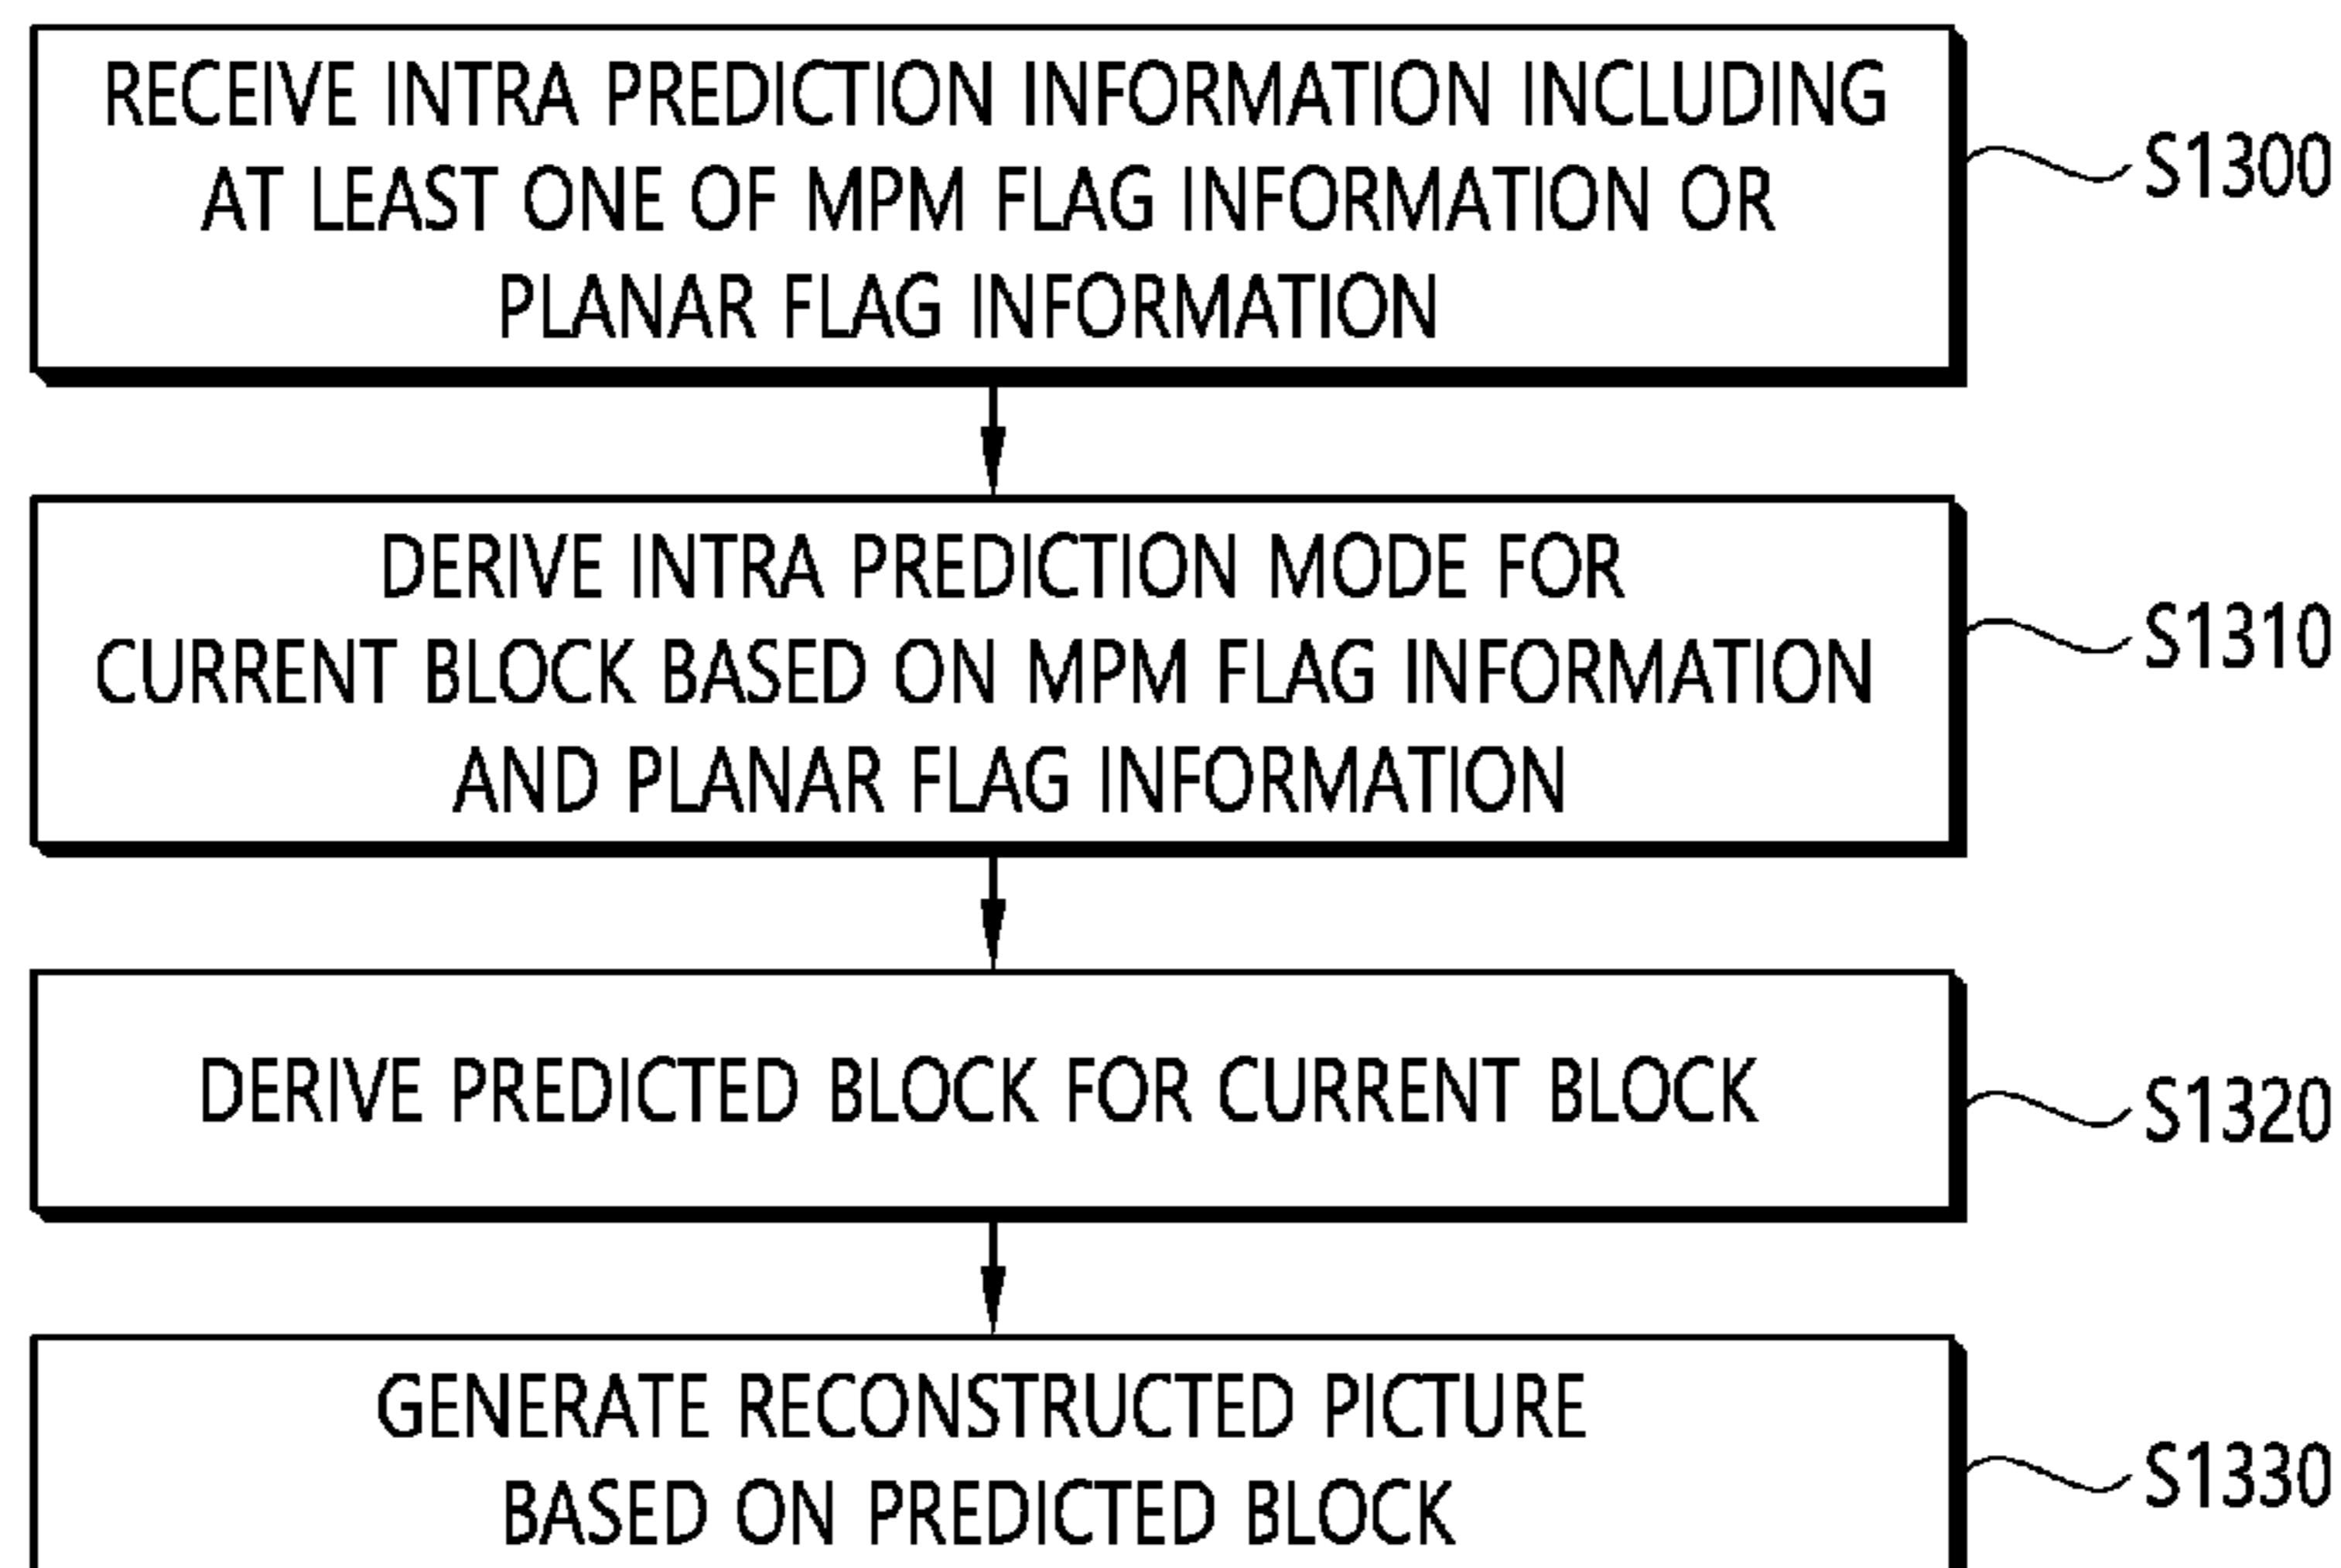 RECEIVE INTRA PREDICTION INFORMATION INCLUDING
AT LEAST ONE OF MPM FLAG INFORMATION OR
PLANAR FLAG INFORMATION
S1300
DERIVE INTRA PREDICTION MODE FOR
CURRENT BLOCK BASED ON MPM FLAG INFORMATION
AND PLANAR FLAG INFORMATION
S1310
DERIVE PREDICTED BLOCK FOR CURRENT BLOCK
S1320
GENERATE RECONSTRUCTED PICTURE
BASED ON PREDICTED BLOCK
S1330